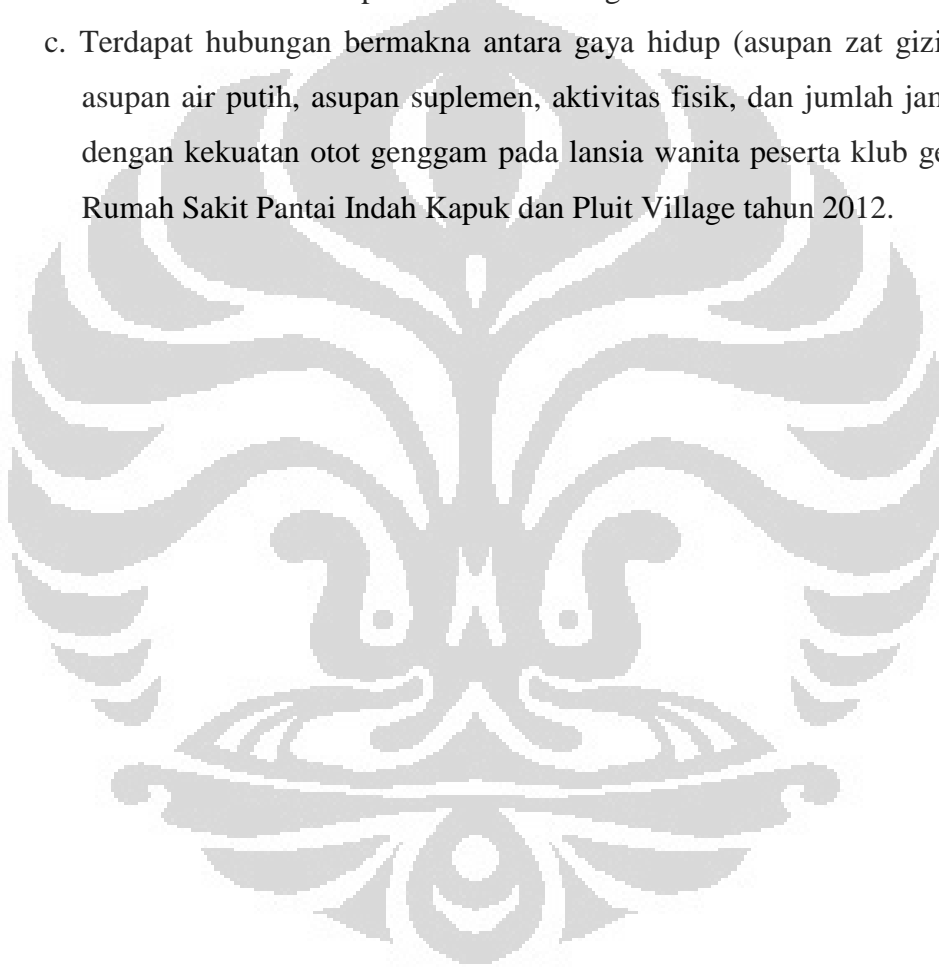 c. Terdapat hubungan bermakna antara gaya hidup (asupan zat gizi
asupan air putih, asupan suplemen, aktivitas fisik, dan jumlah
dengan kekuatan otot genggam pada lansia wanita peserta klub
Rumah Sakit Pantai Indah Kapuk dan Pluit Village tahun 2012.